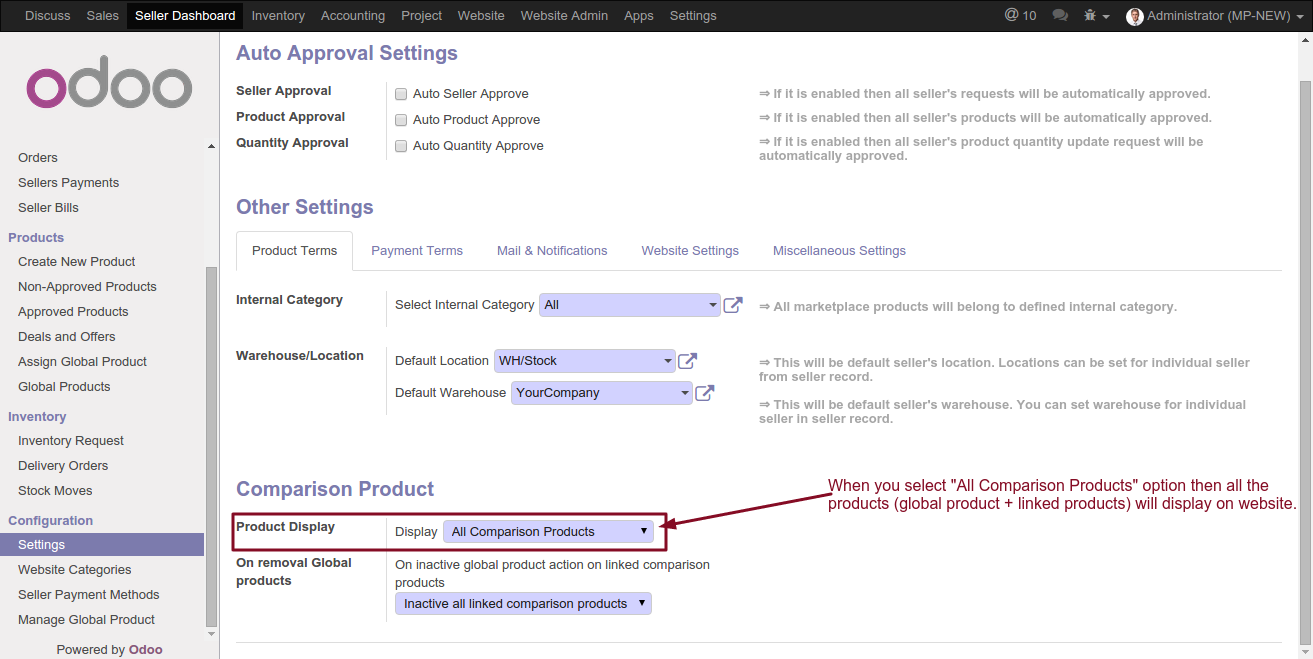 Discuss Sales Seller Dashboard Inventory Accounting Project Website Website Admin Apps Settings @ 10 Administrator (MP-NEW)
odoo
Orders
Sellers Payments
Seller Bills
Products
Create New Product
Non-Approved Products
Approved Products
Deals and Offers
Assign Global Product
Global Products
Inventory
Inventory Request
Delivery Orders
Stock Moves
Configuration
Settings
Website Categories
Seller Payment Methods
Manage Global Product
Powered by Odoo
Auto Approval Settings
Seller Approval Auto Seller Approve ⇒ If it is enabled then all seller's requests will be automatically approved.
Product Approval Auto Product Approve ⇒ If it is enabled then all seller's products will be automatically approved.
Quantity Approval Auto Quantity Approve ⇒ If it is enabled then all seller's product quantity update request will be
automatically approved.
Other Settings
Product Terms Payment Terms Mail & Notifications Website Settings Miscellaneous Settings
Internal Category Select Internal Category All ⇒ All marketplace products will belong to defined internal category.
Warehouse/Location Default Location WH/Stock ⇒ This will be default seller's location. Locations can be set for individual seller
from seller record.
Default Warehouse YourCompany ⇒ This will be default seller's warehouse. You can set warehouse for individual
seller in seller record.
Comparison Product
When you select "All Comparison Products" option then all the
products (global product + linked products) will display on website.
Product Display Display All Comparison Products
On removal Global
products
On inactive global product action on linked comparison
products
Inactive all linked comparison products